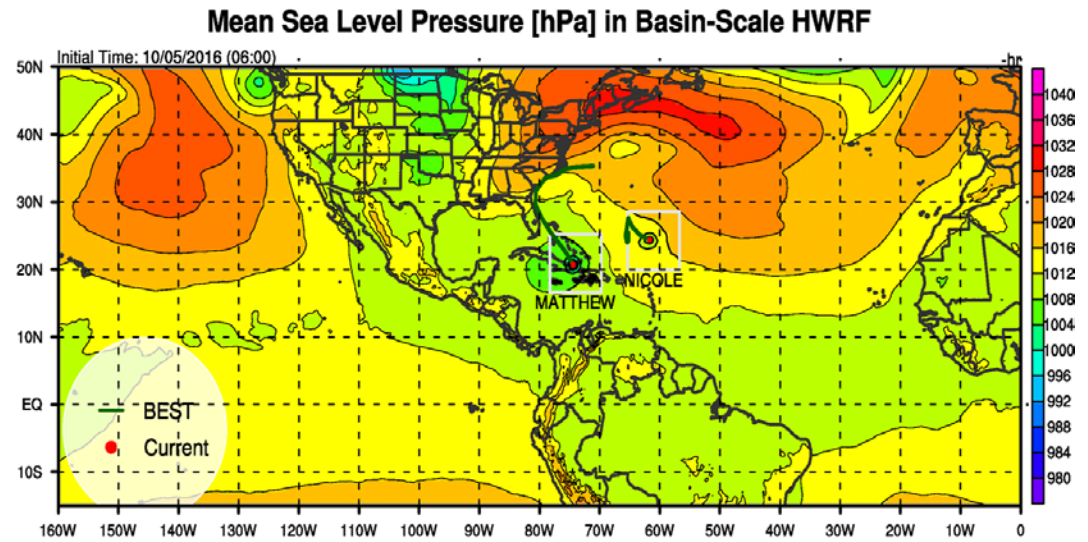 Mean Sea Level Pressure [hPa] in Basin-Scale HWRF
Initial Time: 10/05/2016 (06:00)
-hr
50N
40N
30N
20N
10N
EQ
10S
MATTHEW
NICOLE
BEST
Current
160W 150W 140W 130W 120W 110W 100W 90W 80W 70W 60W 50W 40W 30W 20W 10W 0
1040
1036
1032
1028
1024
1020
1016
1012
1008
1004
1000
996
992
988
984
980